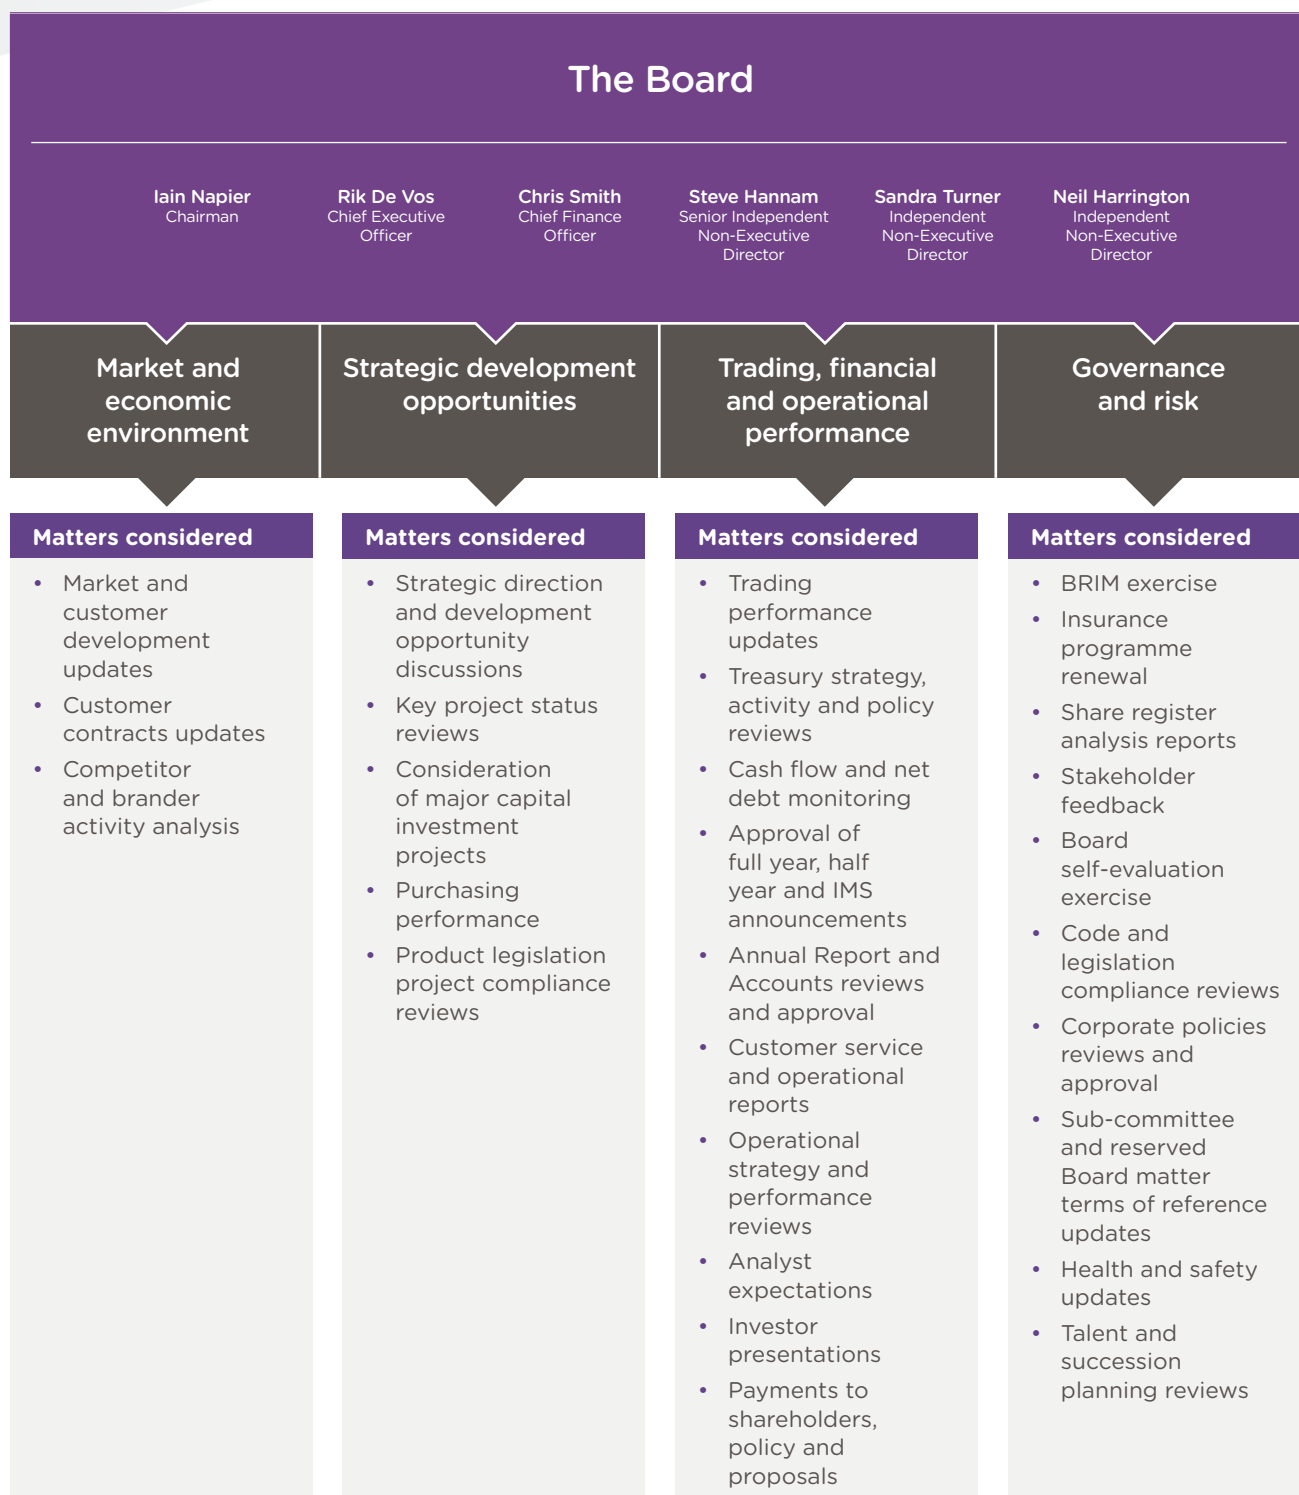 The Board
Iain Napier
Chairman
Rik De Vos
Chief Executive
Officer
Chris Smith
Chief Finance
Officer
Steve Hannam
Senior Independent
Non-Executive
Director
Sandra Turner
Independent
Non-Executive
Director
Neil Harrington
Independent
Non-Executive
Director
Market and
economic
environment
Strategic development
opportunities
Trading, financial
and operational
performance
Governance
and risk
Matters considered
• Market and
customer
development
updates
• Customer
contracts updates
• Competitor
and brander
activity analysis
Matters considered
• Strategic direction
and development
opportunity
discussions
• Key project status
reviews
• Consideration
of major capital
investment
projects
• Purchasing
performance
• Product legislation
project compliance
reviews
Matters considered
• Trading
performance
updates
• Treasury strategy,
activity and policy
reviews
• Cash flow and net
debt monitoring
• Approval of
full year, half
year and IMS
announcements
• Annual Report and
Accounts reviews
and approval
• Customer service
and operational
reports
• Operational
strategy and
performance
reviews
• Analyst
expectations
• Investor
presentations
• Payments to
shareholders,
policy and
proposals
Matters considered
• BRIM exercise
• Insurance
programme
renewal
• Share register
analysis reports
• Stakeholder
feedback
• Board
self-evaluation
exercise
• Code and
legislation
compliance reviews
• Corporate policies
reviews and
approval
• Sub-committee
and reserved
Board matter
terms of reference
updates
• Health and safety
updates
• Talent and
succession
planning reviews